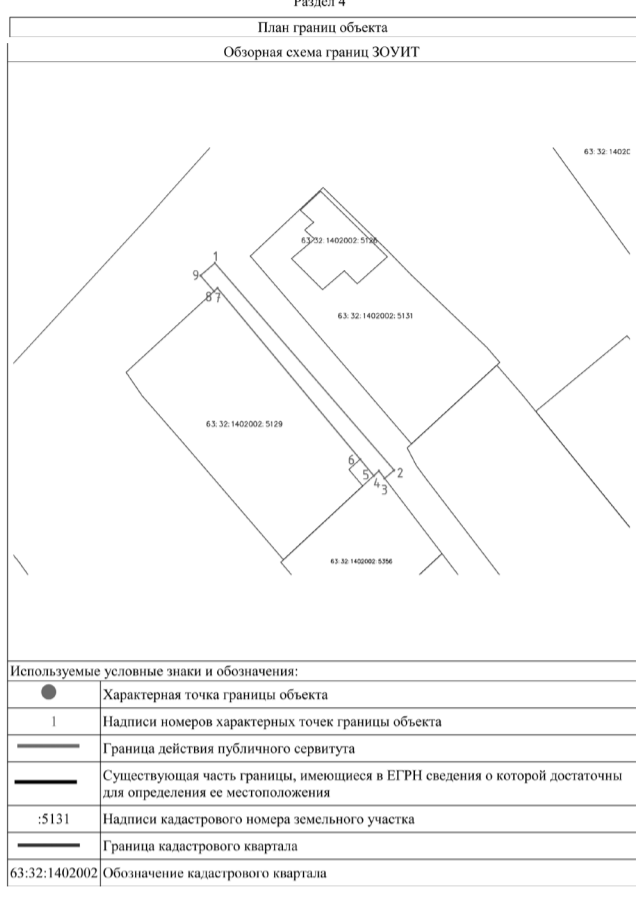 Раздел 4
План границ объекта
Обзорная схема границ ЗОУИТ
63:32:1402С
63:32:1402002:5126
1
9
63:32:1402002:5131
8 7
63:32:1402002:5129
6
5
2
4
3
63:32:1402002:5356
Используемые условные знаки и обозначения:
Характерная точка границы объекта
1 Надписи номеров характерных точек границы объекта
Граница действия публичного сервитута
Существующая часть границы, имеющиеся в ЕГРН сведения о которой достаточны
для определения ее местоположения
:5131 Надписи кадастрового номера земельного участка
Граница кадастрового квартала
63:32:1402002 Обозначение кадастрового квартала